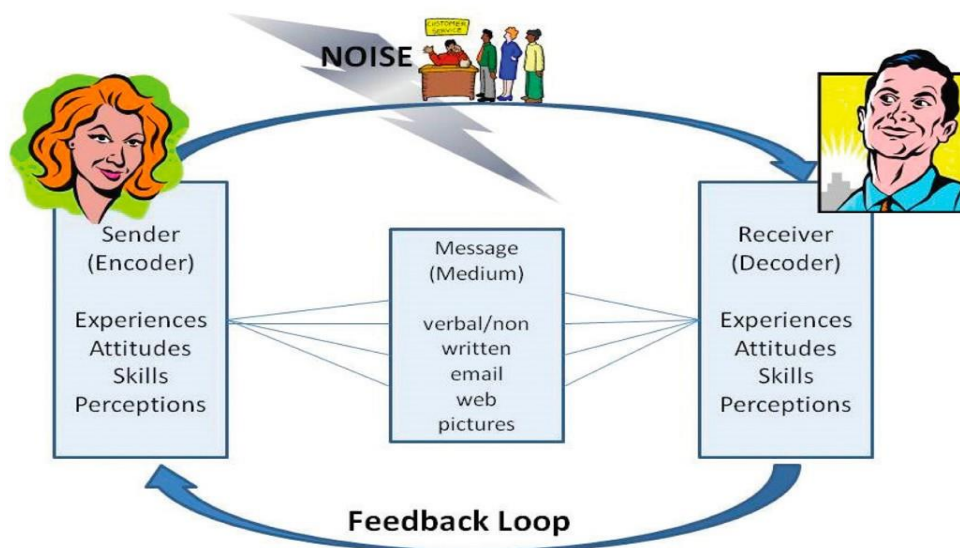 CUSTOMER
SERVICE
NOISE
Sender
(Encoder)
Experiences
Attitudes
Skills
Perceptions
Message
(Medium)
verbal/non
written
email
web
pictures
Receiver
(Decoder)
Experiences
Attitudes
Skills
Perceptions
Feedback Loop